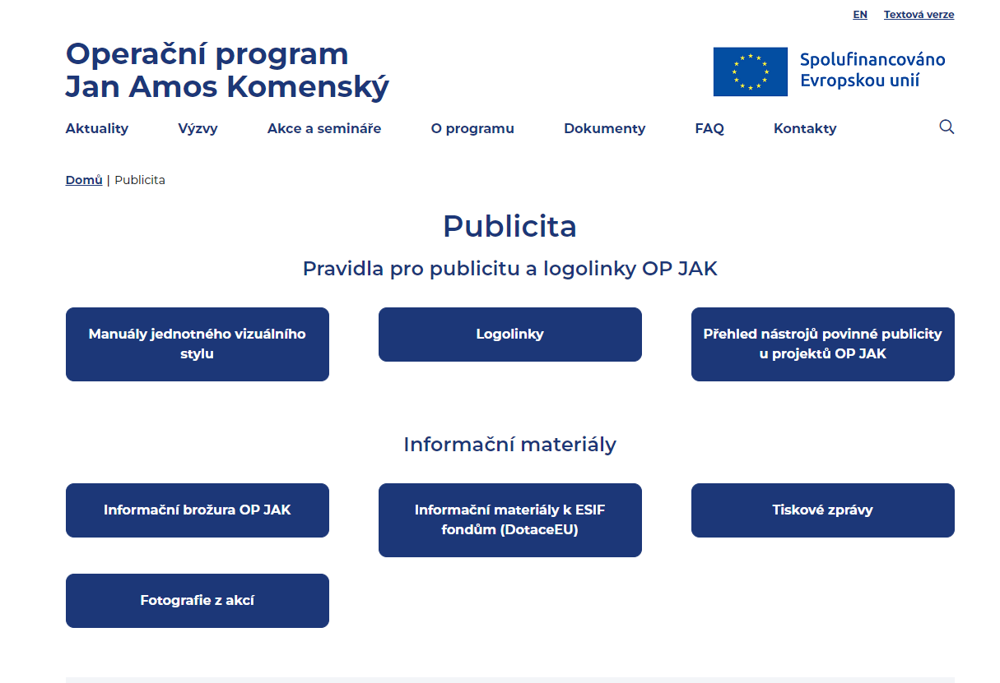 EN Textová verze
Operační program
Jan Amos Komenský
Spolufinancováno
Evropskou unií
Aktuality Výzvy Akce a semináře O programu Dokumenty FAQ Kontakty
Domů | Publicita
Publicita
Pravidla pro publicitu a logolinky OP JAK
Manuály jednotného vizuálního
stylu
Logolinky
Přehled nástrojů povinné publicity
u projektů OP JAK
Informační materiály
Informační brožura OP JAK
Informační materiály k ESIF
fondům (DotaceEU)
Tiskové zprávy
Fotografie z akcí